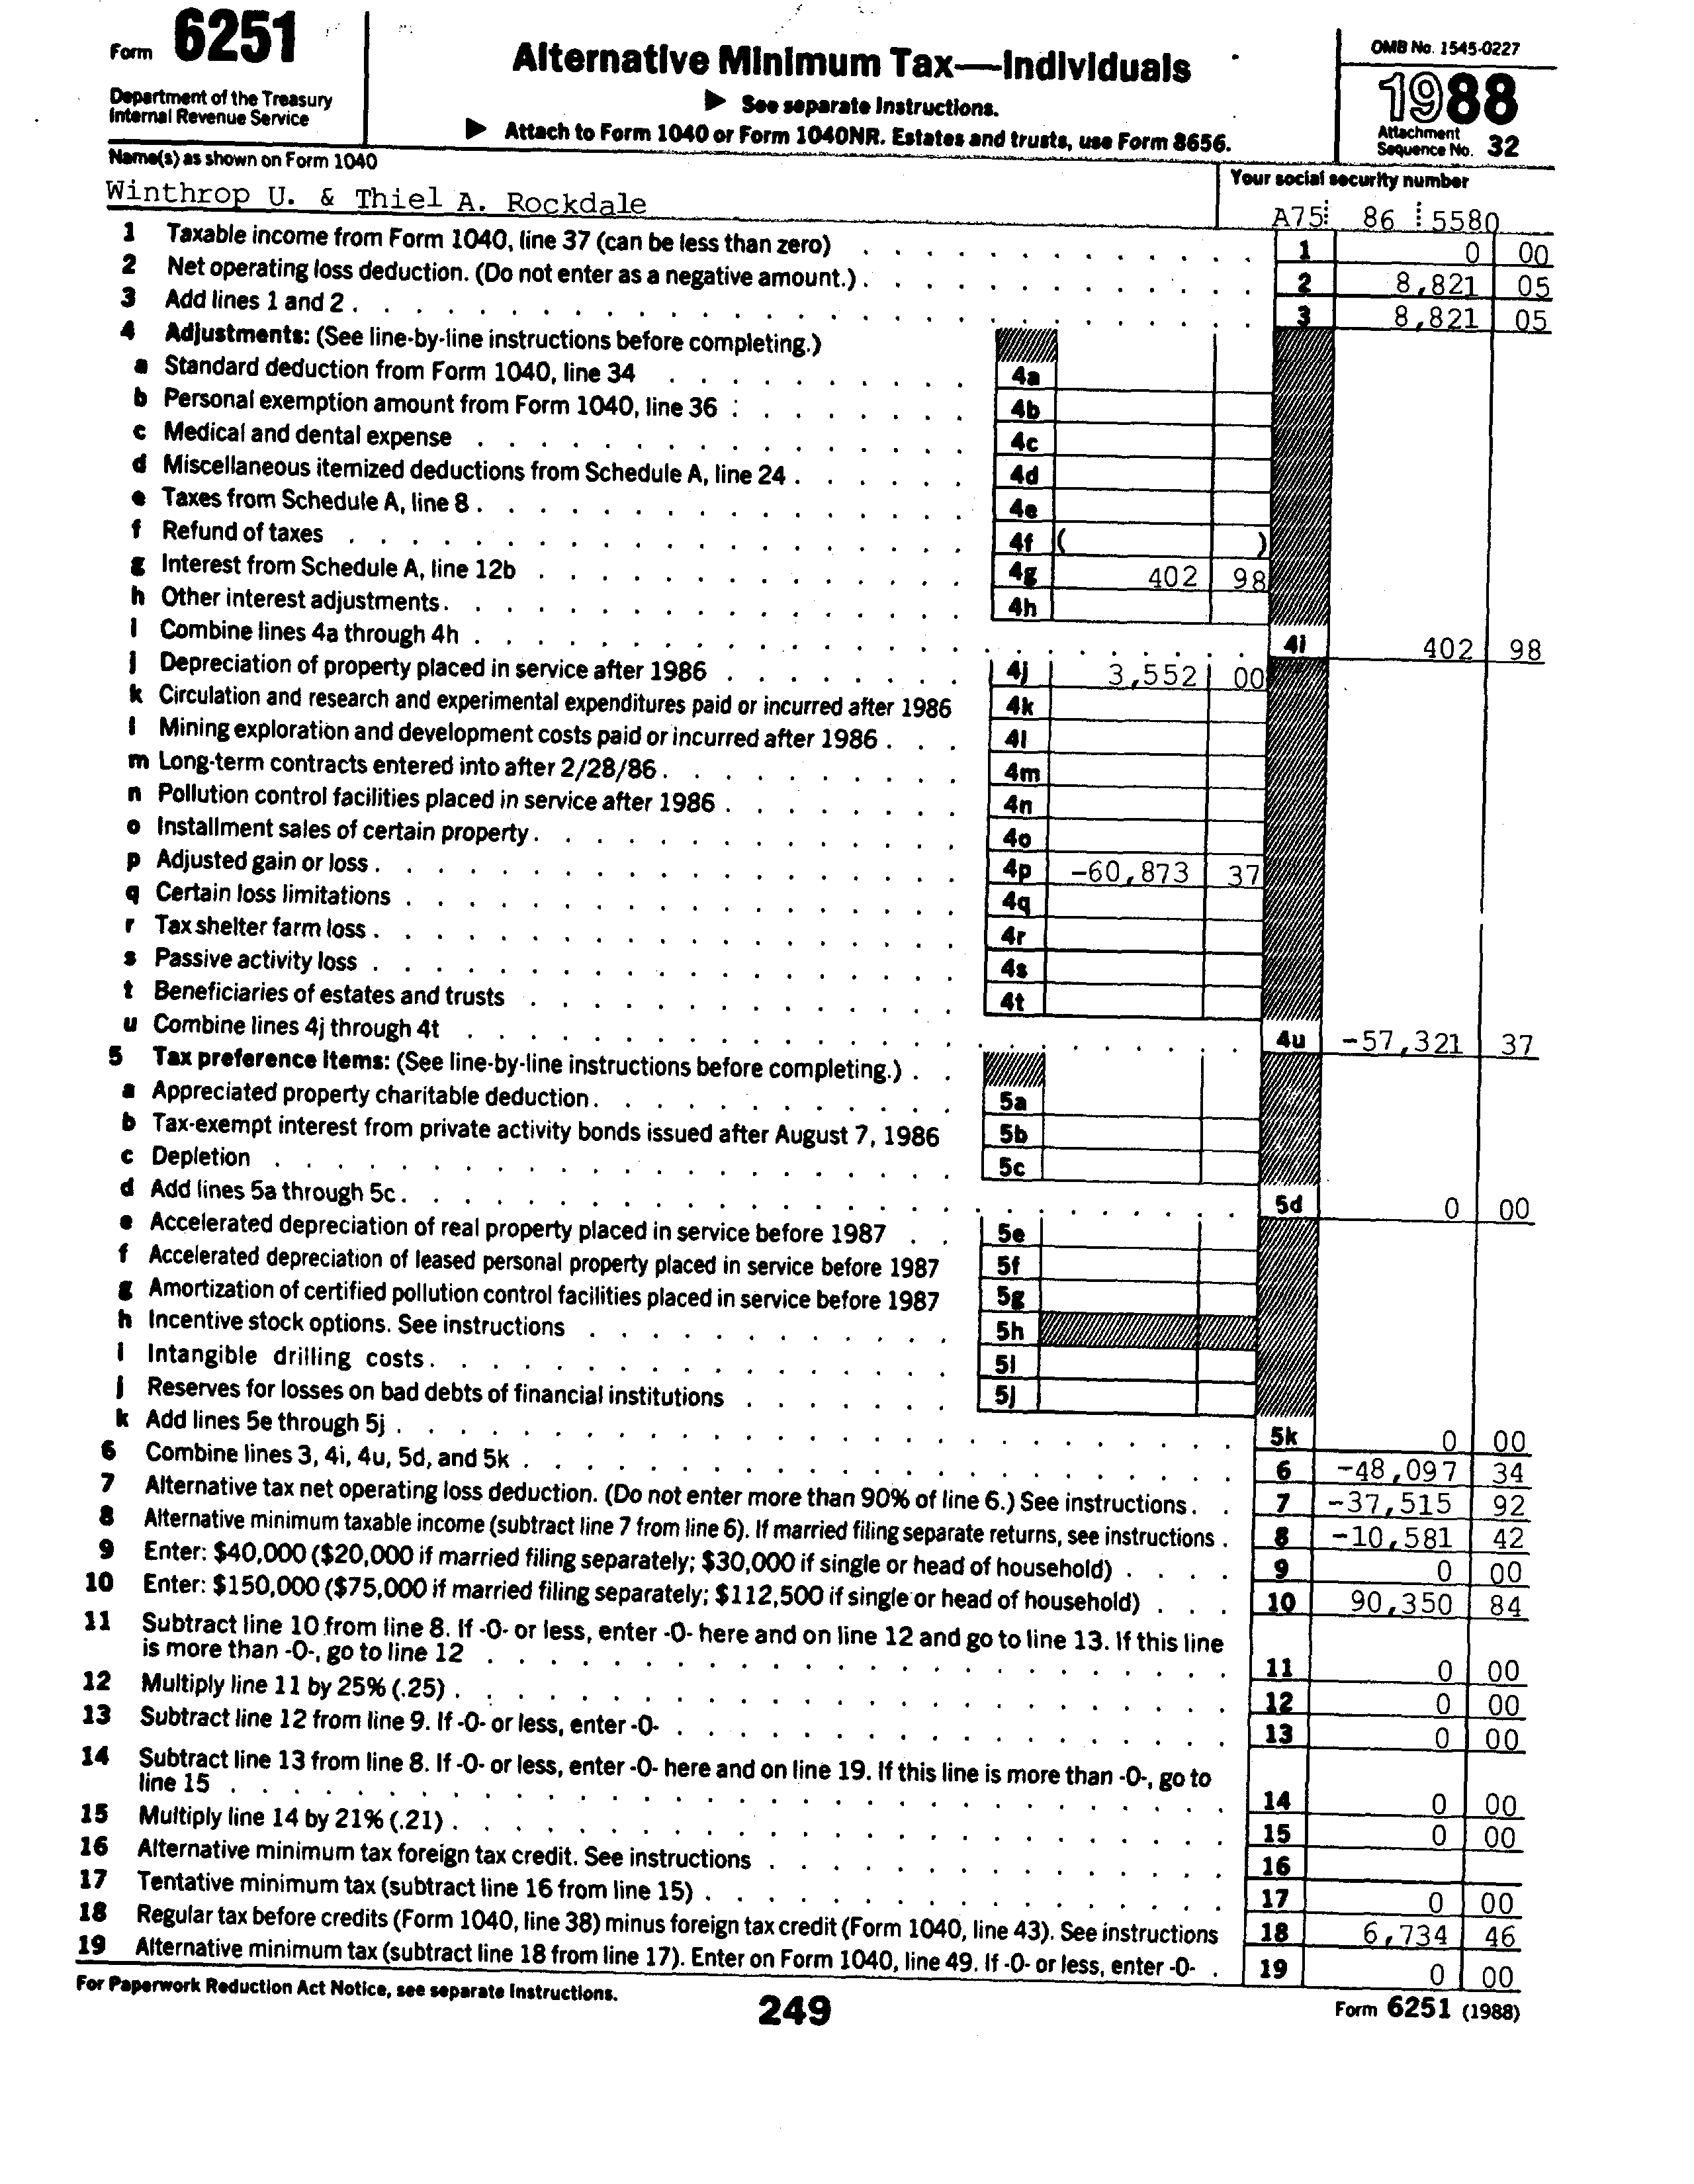 Form 6251
Department of the Treasury
Internal Revenue Service
Alternative Minimum Tax—Individuals
▶ See separate Instructions.
▶ Attach to Form 1040 or Form 1040NR. Estates and trusts, use Form 8656.
OMB No. 1545-0227
1988
Attachment
Sequence No. 32
Name(s) as shown on Form 1040
Your social security number
Winthrop U. & Thiel A. Rockdale
A75 86 5580
1 Taxable income from Form 1040, line 37 (can be less than zero) . . . 1 0 00
2 Net operating loss deduction. (Do not enter as a negative amount.) . . . 2 8,821 05
3 Add lines 1 and 2 . . . 3 8,821 05
4 Adjustments: (See line-by-line instructions before completing.)
a Standard deduction from Form 1040, line 34 . . . 4a
b Personal exemption amount from Form 1040, line 36 : . . . 4b
c Medical and dental expense . . . 4c
d Miscellaneous itemized deductions from Schedule A, line 24 . . . 4d
e Taxes from Schedule A, line 8 . . . 4e
f Refund of taxes . . . 4f ( )
g Interest from Schedule A, line 12b . . . 4g 402 98
h Other interest adjustments . . . 4h
i Combine lines 4a through 4h . . . 4i 402 98
j Depreciation of property placed in service after 1986 . . . 4j 3,552 00
k Circulation and research and experimental expenditures paid or incurred after 1986 4k
l Mining exploration and development costs paid or incurred after 1986 . . . 4l
m Long-term contracts entered into after 2/28/86 . . . 4m
n Pollution control facilities placed in service after 1986 . . . 4n
o Installment sales of certain property . . . 4o
p Adjusted gain or loss . . . 4p -60,873 37
q Certain loss limitations . . . 4q
r Tax shelter farm loss . . . 4r
s Passive activity loss . . . 4s
t Beneficiaries of estates and trusts . . . 4t
u Combine lines 4j through 4t . . . 4u -57,321 37
5 Tax preference items: (See line-by-line instructions before completing.) . .
a Appreciated property charitable deduction . . . 5a
b Tax-exempt interest from private activity bonds issued after August 7, 1986 5b
c Depletion . . . 5c
d Add lines 5a through 5c . . . 5d 0 00
e Accelerated depreciation of real property placed in service before 1987 . . 5e
f Accelerated depreciation of leased personal property placed in service before 1987 5f
g Amortization of certified pollution control facilities placed in service before 1987 5g
h Incentive stock options. See instructions . . . 5h
i Intangible drilling costs . . . 5i
j Reserves for losses on bad debts of financial institutions . . . 5j
k Add lines 5e through 5j . . . 5k 0 00
6 Combine lines 3, 4i, 4u, 5d, and 5k . . . 6 -48,097 34
7 Alternative tax net operating loss deduction. (Do not enter more than 90% of line 6.) See instructions . . 7 -37,515 92
8 Alternative minimum taxable income (subtract line 7 from line 6). If married filing separate returns, see instructions . 8 -10,581 42
9 Enter: $40,000 ($20,000 if married filing separately; $30,000 if single or head of household) . . . . 9 0 00
10 Enter: $150,000 ($75,000 if married filing separately; $112,500 if single or head of household) . . . 10 90,350 84
11 Subtract line 10 from line 8. If -0- or less, enter -0- here and on line 12 and go to line 13. If this line
is more than -0-, go to line 12 . . . 11 0 00
12 Multiply line 11 by 25% (.25) . . . 12 0 00
13 Subtract line 12 from line 9. If -0- or less, enter -0- . . . 13 0 00
14 Subtract line 13 from line 8. If -0- or less, enter -0- here and on line 19. If this line is more than -0-, go to
line 15 . . . 14 0 00
15 Multiply line 14 by 21% (.21) . . . 15 0 00
16 Alternative minimum tax foreign tax credit. See instructions . . . 16
17 Tentative minimum tax (subtract line 16 from line 15) . . . 17 0 00
18 Regular tax before credits (Form 1040, line 38) minus foreign tax credit (Form 1040, line 43). See instructions 18 6,734 46
19 Alternative minimum tax (subtract line 18 from line 17). Enter on Form 1040, line 49. If -0- or less, enter -0- . 19 0 00
For Paperwork Reduction Act Notice, see separate Instructions.
249
Form 6251 (1988)